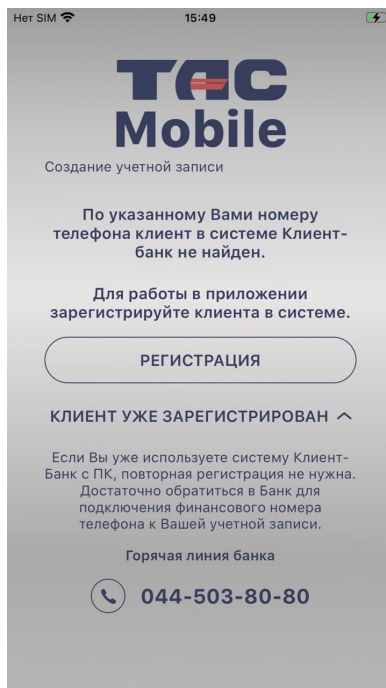 Нет SIM
15:49
ТАС
Mobile
Создание учетной записи
По указанному Вами номеру
телефона клиент в системе Клиент-
банк не найден.
Для работы в приложении
зарегистрируйте клиента в системе.
РЕГИСТРАЦИЯ
КЛИЕНТ УЖЕ ЗАРЕГИСТРИРОВАН
Если Вы уже используете систему Клиент-
Банк с ПК, повторная регистрация не нужна.
Достаточно обратиться в Банк для
подключения финансового номера
телефона к Вашей учетной записи.
Горячая линия банка
044-503-80-80